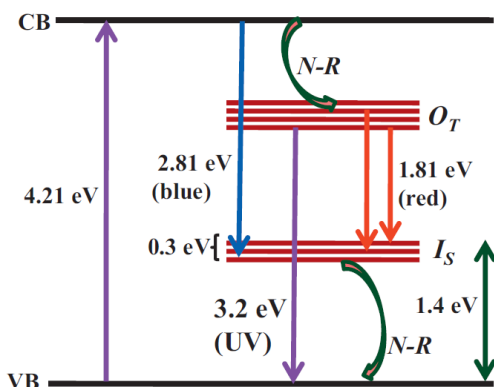 CB
N-R
O_T
2.81 eV
(blue)
1.81 eV
(red)
4.21 eV
0.3 eV
I_S
3.2 eV
(UV)
1.4 eV
N-R
VB